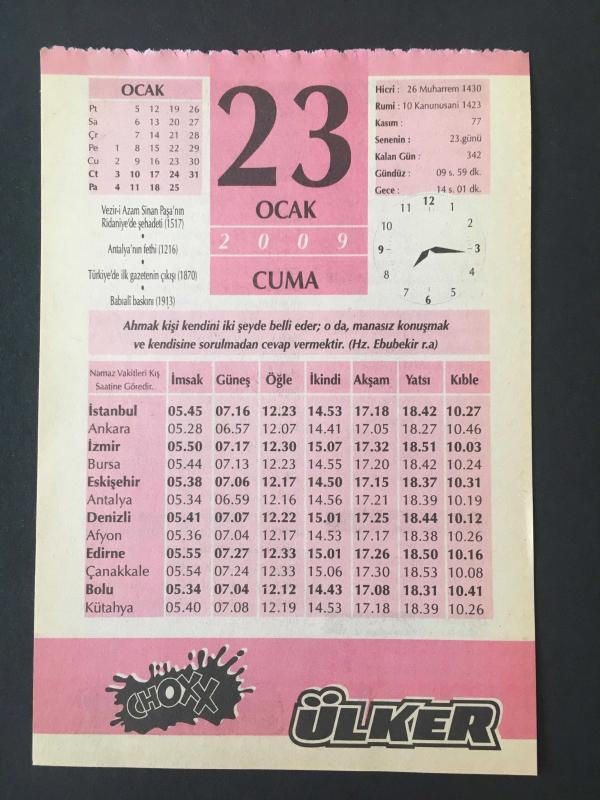 OCAK
Pt 5 12 19 26
Sa 6 13 20 27
Çr 7 14 21 28
Pe 1 8 15 22 29
Cu 2 9 16 23 30
Ct 3 10 17 24 31
Pa 4 11 18 25
Vezir-i Azam Sinan Paşa'nın
Ridaniye'de şehadeti (1517)
•
Antalya'nın fethi (1216)
•
Türkiye'de ilk gazetenin çıkışı (1870)
•
Babıali baskını (1913)
23
OCAK
2009
CUMA
Hicri : 26 Muharrem 1430
Rumi : 10 Kanunusani 1423
Kasım : 77
Senenin : 23.günü
Kalan Gün : 342
Gündüz : 09 s. 59 dk.
Gece : 14 s. 01 dk.
11 12
10 2
9 3
8 4
7 6 5
Ahmak kişi kendini iki şeyde belli eder; o da, manasız konuşmak
ve kendisine sorulmadan cevap vermektir. (Hz. Ebubekir r.a)
Namaz Vakitleri Kış
Saatine Göredir.
İmsak Güneş Öğle İkindi Akşam Yatsı Kıble
İstanbul 05.45 07.16 12.23 14.53 17.18 18.42 10.27
Ankara 05.28 06.57 12.07 14.41 17.05 18.27 10.46
İzmir 05.50 07.17 12.30 15.07 17.32 18.51 10.03
Bursa 05.44 07.13 12.23 14.55 17.20 18.42 10.24
Eskişehir 05.38 07.06 12.17 14.50 17.15 18.37 10.31
Antalya 05.34 06.59 12.16 14.56 17.21 18.39 10.19
Denizli 05.41 07.07 12.22 15.01 17.25 18.44 10.12
Afyon 05.36 07.04 12.17 14.53 17.17 18.38 10.26
Edirne 05.55 07.27 12.33 15.01 17.26 18.50 10.16
Çanakkale 05.54 07.24 12.33 15.06 17.30 18.53 10.08
Bolu 05.34 07.04 12.12 14.43 17.08 18.31 10.41
Kütahya 05.40 07.08 12.19 14.53 17.18 18.39 10.26
CHOXX
ÜLKER